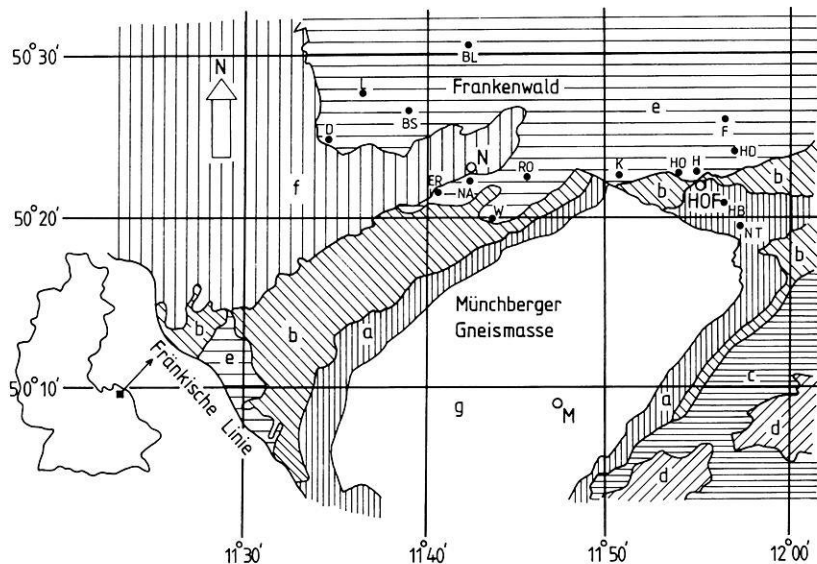 50°30'
N
BL
Frankenwald
L
e
BS
F
D
HD
N
f
RO
K
HO
H
b
ER
NA
b
HOF
50°20'
W
HB
NT
b
Münchberger
Gneismasse
b
e
b
a
Fränkische Linie
50°10'
c
g
M
a
d
d
11°30'
11°40'
11°50'
12°00'